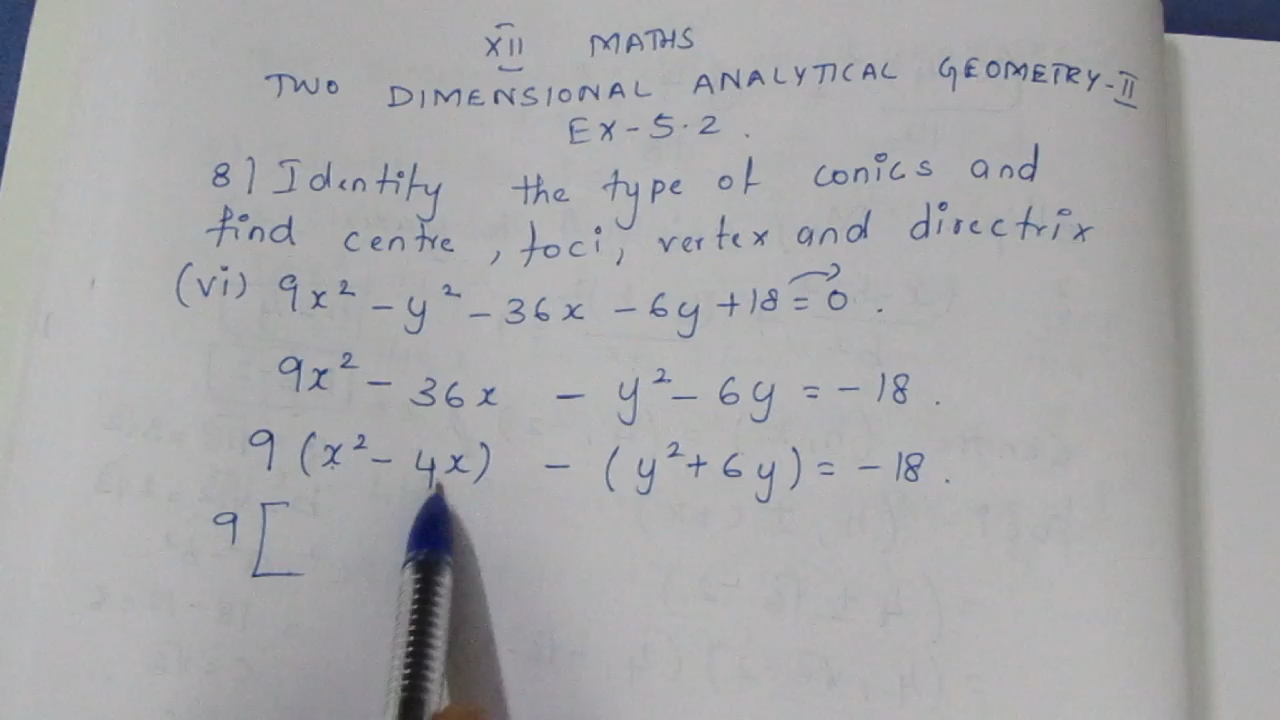 XII MATHS
TWO DIMENSIONAL ANALYTICAL GEOMETRY-II
EX-5.2.
8) Identify the type of conics and
find centre, foci, vertex and directrix
(vi) 9x² - y² - 36x - 6y + 18 = 0.
9x² - 36x - y² - 6y = -18.
9(x² - 4x) - (y² + 6y) = -18.
9[